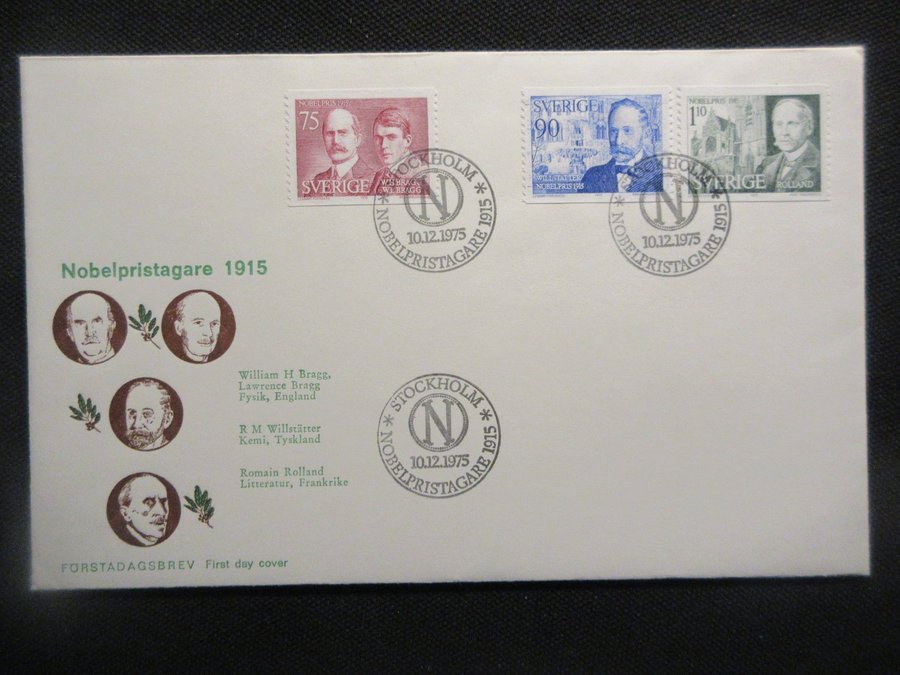 NOBELPRIS 1915
75
SVERIGE
W.H.BRAGG
W.L.BRAGG
SVERIGE
90
WILLSTÄTTER
NOBELPRIS 1915
NOBELPRIS 1915
1.10
SVERIGE
ROLLAND
STOCKHOLM
N
10.12.1975
* NOBELPRISTAGARE 1915 *
STOCKHOLM
N
10.12.1975
* NOBELPRISTAGARE 1915 *
Nobelpristagare 1915
William H Bragg,
Lawrence Bragg
Fysik, England
R M Willstätter
Kemi, Tyskland
Romain Rolland
Litteratur, Frankrike
STOCKHOLM
N
10.12.1975
* NOBELPRISTAGARE 1915 *
FÖRSTADAGSBREV First day cover